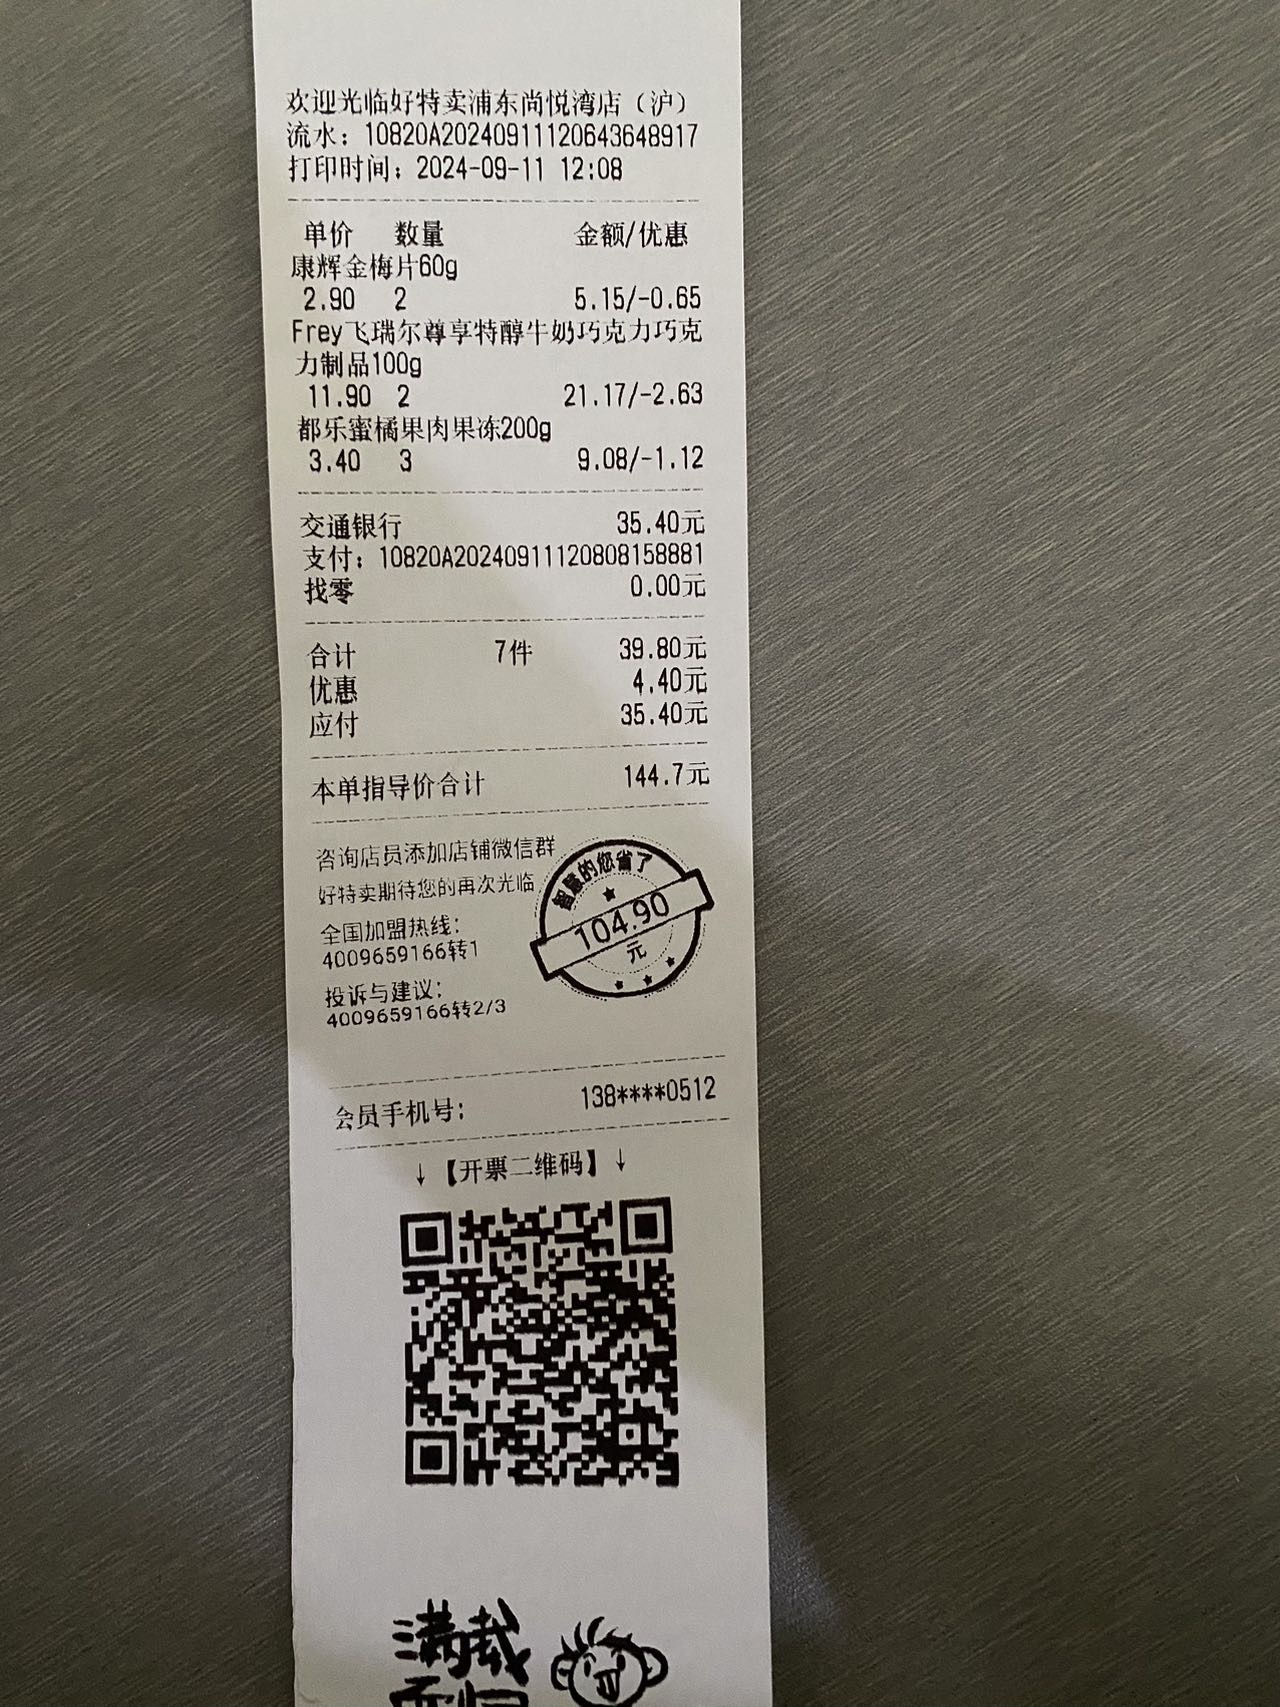 欢迎光临好特卖浦东尚悦湾店（沪）
流水：10820A20240911120643648917
打印时间：2024-09-11 12:08
单价 数量 金额/优惠
康辉金梅片60g
2.90 2 5.15/-0.65
Frey飞瑞尔尊享特醇牛奶巧克力巧克
力制品100g
11.90 2 21.17/-2.63
都乐蜜橘果肉果冻200g
3.40 3 9.08/-1.12
交通银行 35.40元
支付：10820A20240911120808158881
找零 0.00元
合计 7件 39.80元
优惠 4.40元
应付 35.40元
本单指导价合计 144.7元
咨询店员添加店铺微信群
好特卖期待您的再次光临
全国加盟热线：
4009659166转1
投诉与建议：
4009659166转2/3
智慧的您省了
104.90
元
会员手机号： 138****0512
↓【开票二维码】↓
满载